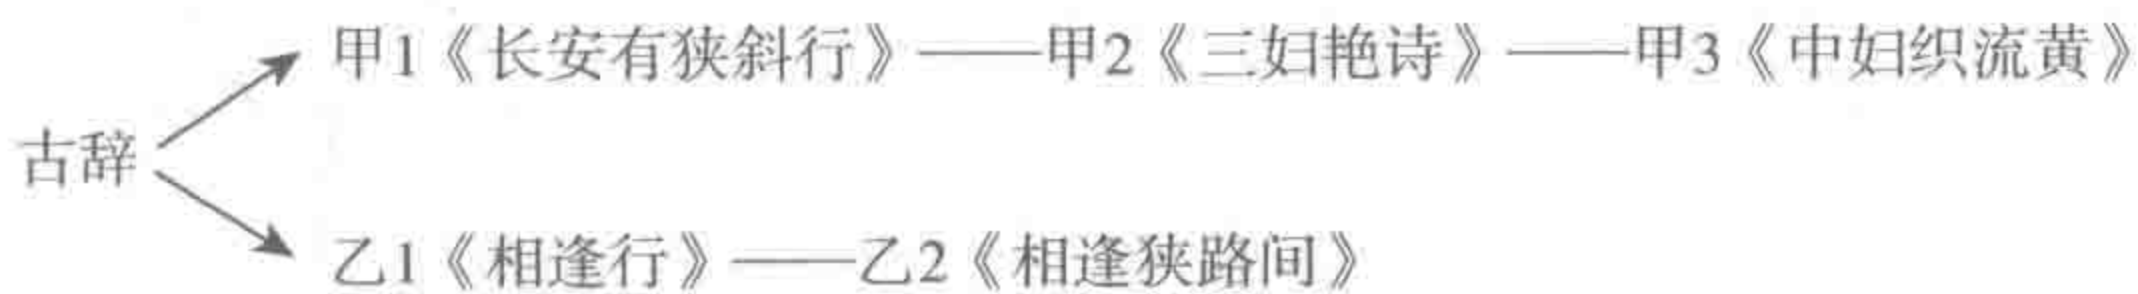 甲1《长安有狭斜行》——甲2《三妇艳诗》——甲3《中妇织流黄》
古辞
乙1《相逢行》——乙2《相逢狭路间》